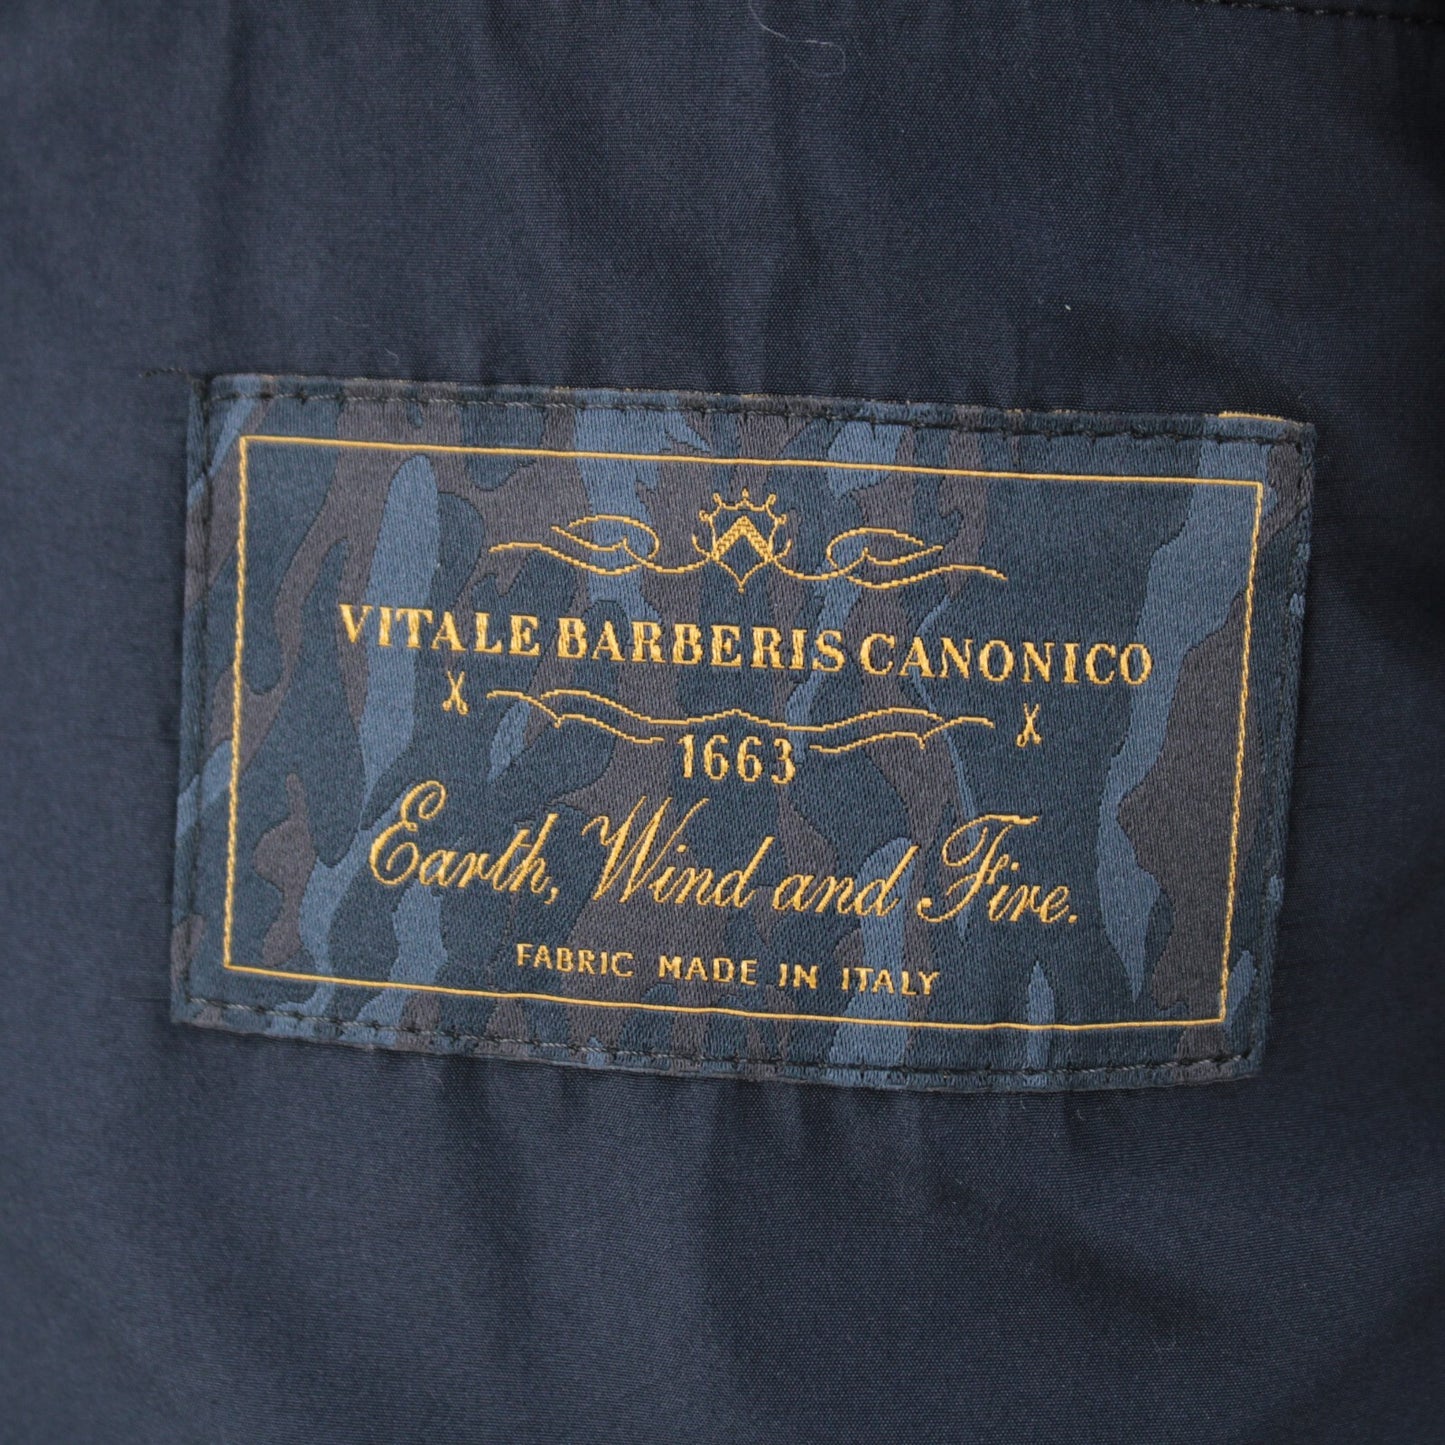 VITALE BARBERIS CANONICO
1663
Earth, Wind and Fire.
FABRIC MADE IN ITALY